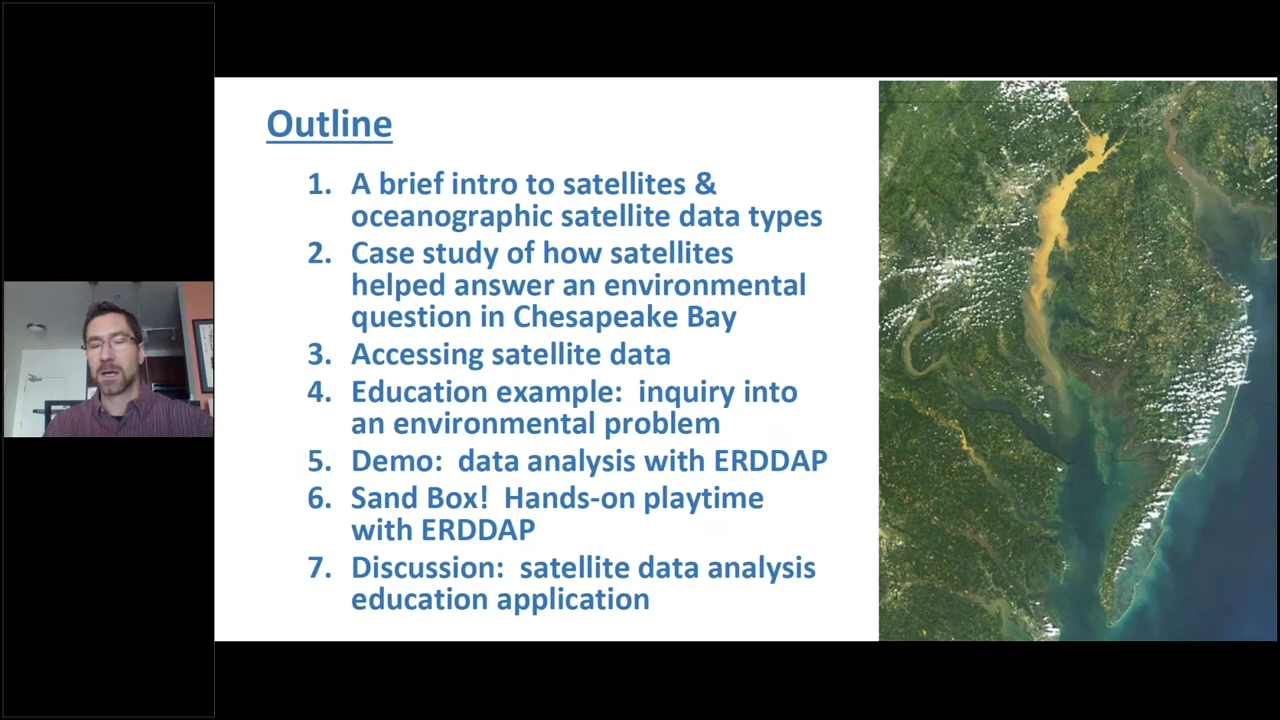 Outline
1. A brief intro to satellites &
oceanographic satellite data types
2. Case study of how satellites
helped answer an environmental
question in Chesapeake Bay
3. Accessing satellite data
4. Education example:  inquiry into
an environmental problem
5. Demo:  data analysis with ERDDAP
6. Sand Box!  Hands-on playtime
with ERDDAP
7. Discussion:  satellite data analysis
education application